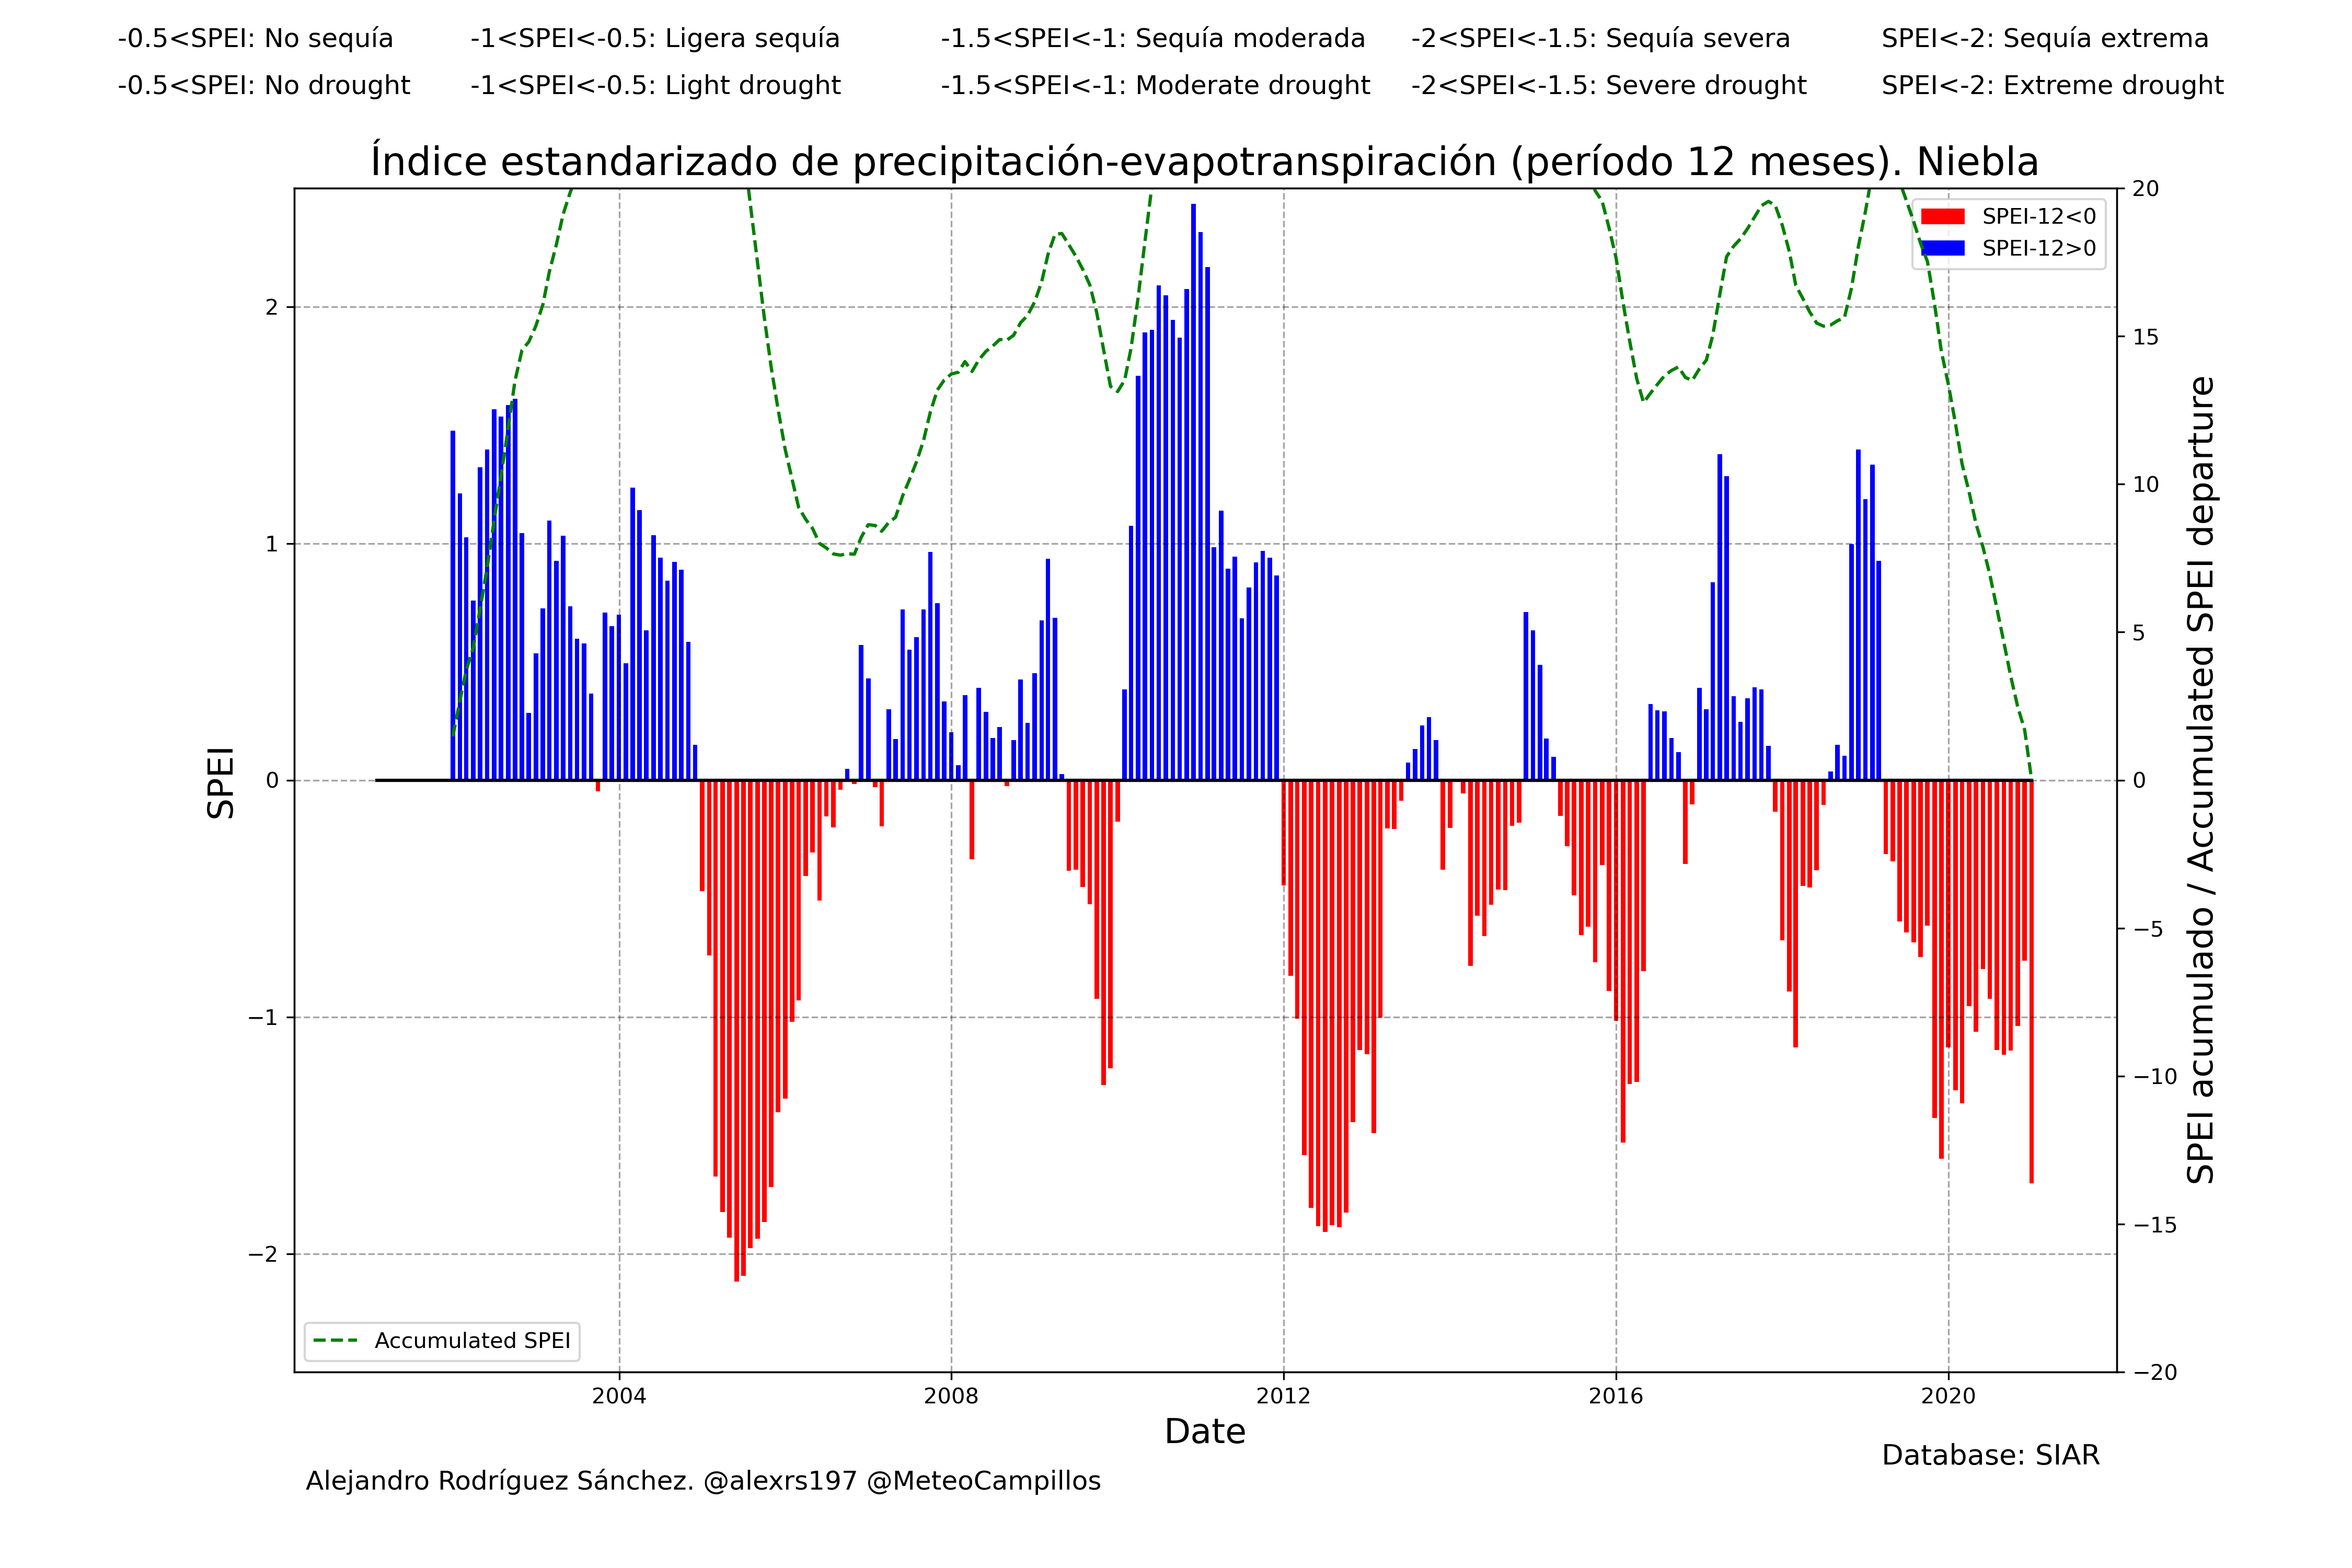 -0.5<SPEI: No sequía -1<SPEI<-0.5: Ligera sequía -1.5<SPEI<-1: Sequía moderada -2<SPEI<-1.5: Sequía severa SPEI<-2: Sequía extrema
-0.5<SPEI: No drought -1<SPEI<-0.5: Light drought -1.5<SPEI<-1: Moderate drought -2<SPEI<-1.5: Severe drought SPEI<-2: Extreme drought
Índice estandarizado de precipitación-evapotranspiración (período 12 meses). Niebla
SPEI-12<0
SPEI-12>0
SPEI
2
1
0
−1
−2
20
15
10
5
0
−5
−10
−15
−20
SPEI acumulado / Accumulated SPEI departure
Accumulated SPEI
2004 2008 2012 2016 2020
Date
Database: SIAR
Alejandro Rodríguez Sánchez. @alexrs197 @MeteoCampillos